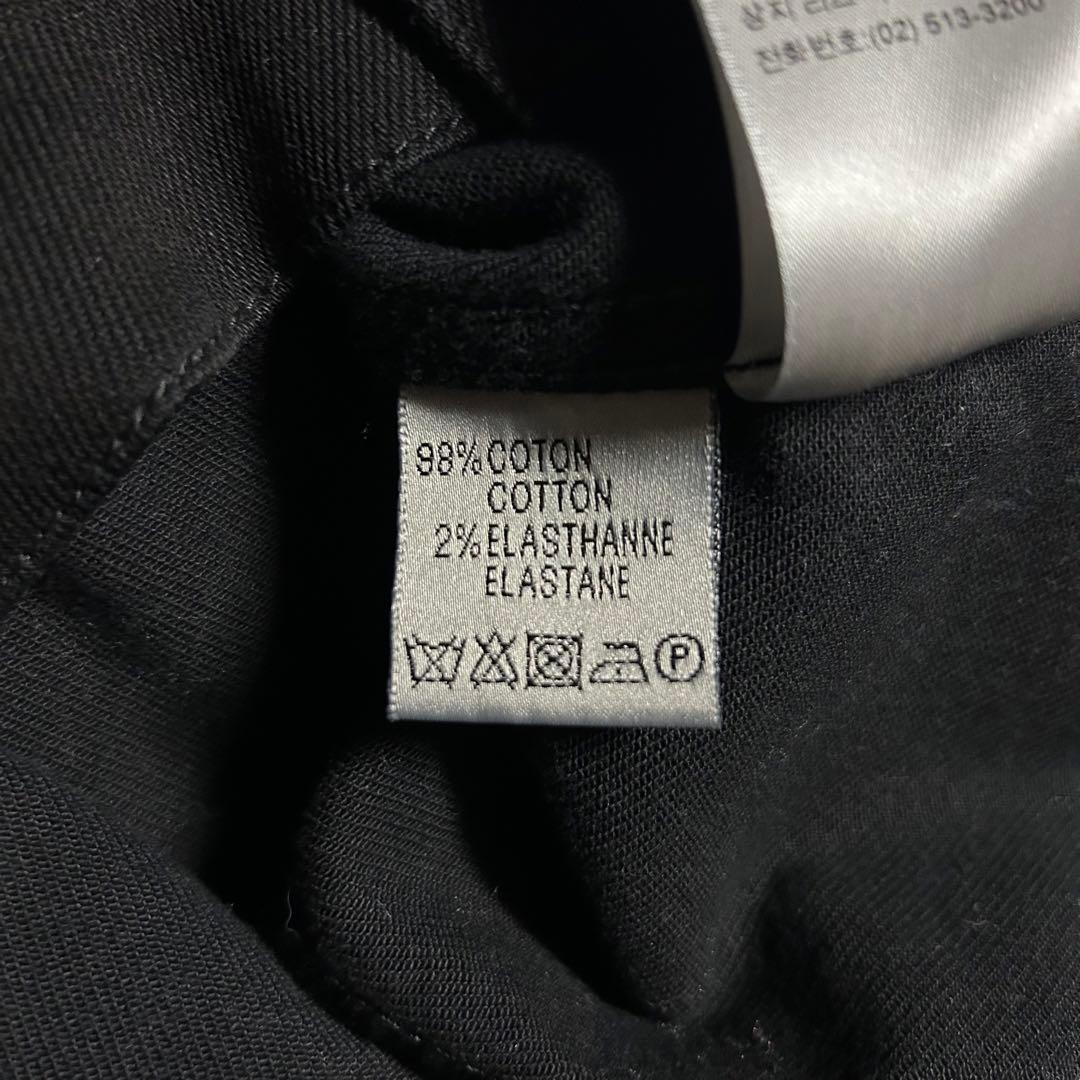 전화번호:(02) 513-3200
98% COTON
COTTON
2% ELASTHANNE
ELASTANE
P